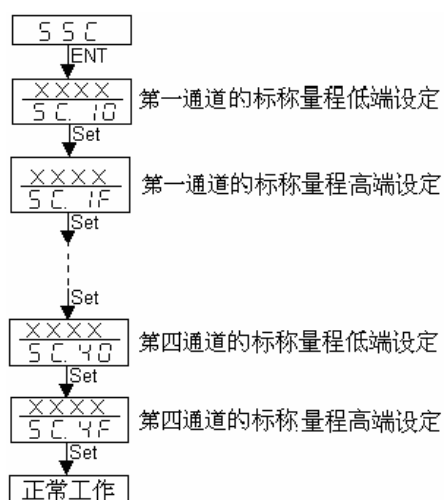 SSC
ENT
XXXX
SC. 10 第一通道的标称量程低端设定
Set
XXXX
SC. 1F 第一通道的标称量程高端设定
Set
Set
XXXX
SC. 40 第四通道的标称量程低端设定
Set
XXXX
SC. 4F 第四通道的标称量程高端设定
Set
正常工作